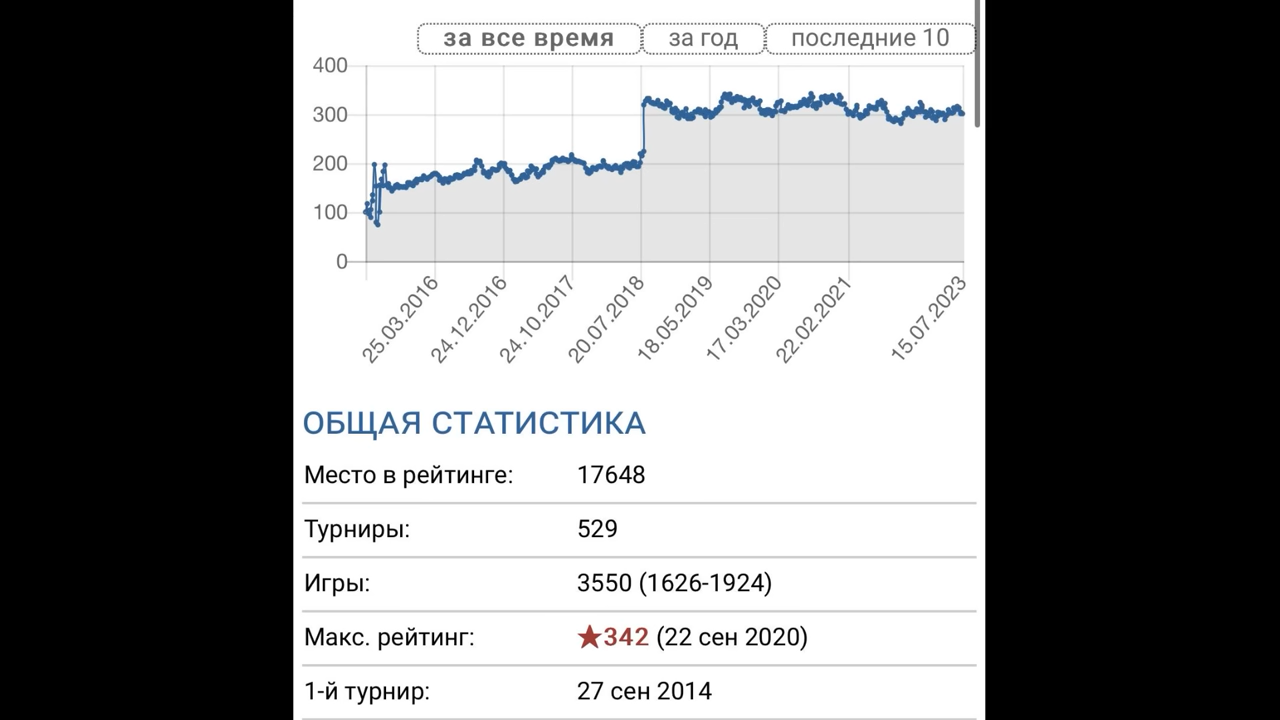 за все время за год последние 10
400
300
200
100
0
25.03.2016 24.12.2016 24.10.2017 20.07.2018 18.05.2019 17.03.2020 22.02.2021 15.07.2023
ОБЩАЯ СТАТИСТИКА
Место в рейтинге: 17648
Турниры: 529
Игры: 3550 (1626-1924)
Макс. рейтинг: ★342 (22 сен 2020)
1-й турнир: 27 сен 2014